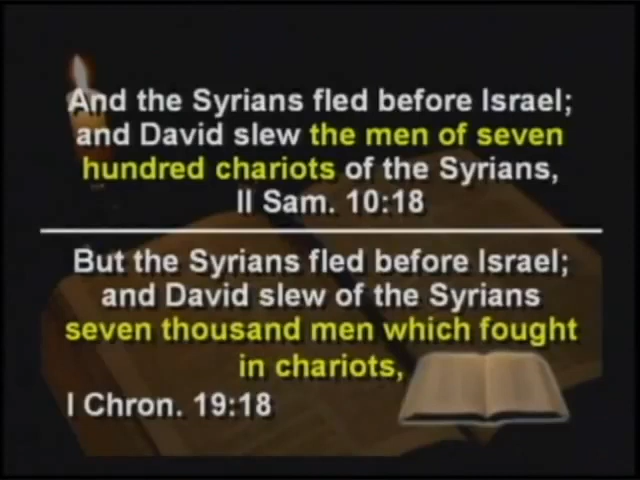 And the Syrians fled before Israel;
and David slew the men of seven
hundred chariots of the Syrians,
II Sam. 10:18
But the Syrians fled before Israel;
and David slew of the Syrians
seven thousand men which fought
in chariots,
I Chron. 19:18